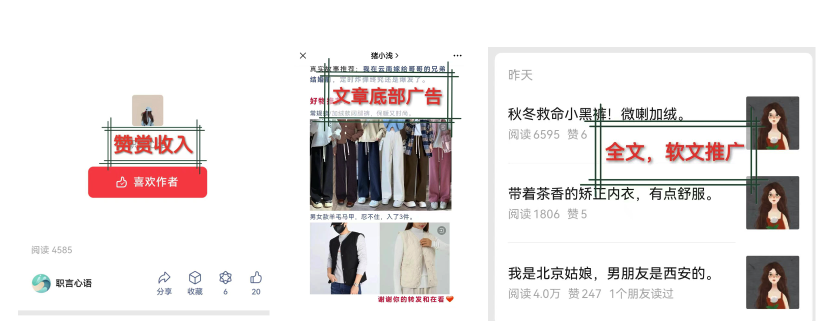 赞赏收入
喜欢作者
阅读 4585
职言心语
分享
收藏
6
20
猪小浅
结婚
文章底部广告
男女款羊毛马甲，忍不住，入了3件。
谢谢你的转发和在看
昨天
秋冬救命小黑裤！微喇加绒。
阅读 6595 赞 6
全文，软文推广
带着茶香的矫正内衣，有点舒服。
阅读 1806 赞 5
我是北京姑娘，男朋友是西安的。
阅读 4.0万 赞 247 1个朋友读过